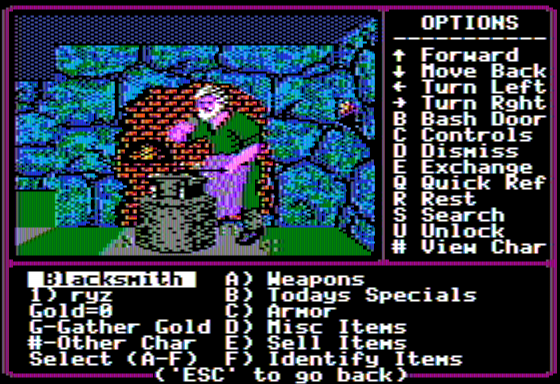 OPTIONS
↑ Forward
↓ Move Back
← Turn Left
→ Turn Rght
B Bash Door
C Controls
D Dismiss
E Exchange
Q Quick Ref
R Rest
S Search
U Unlock
# View Char
Blacksmith
1) ryz
Gold=0
G-Gather Gold
#-Other Char
Select (A-F)
A) Weapons
B) Todays Specials
C) Armor
D) Misc Items
E) Sell Items
F) Identify Items
('ESC' to go back)